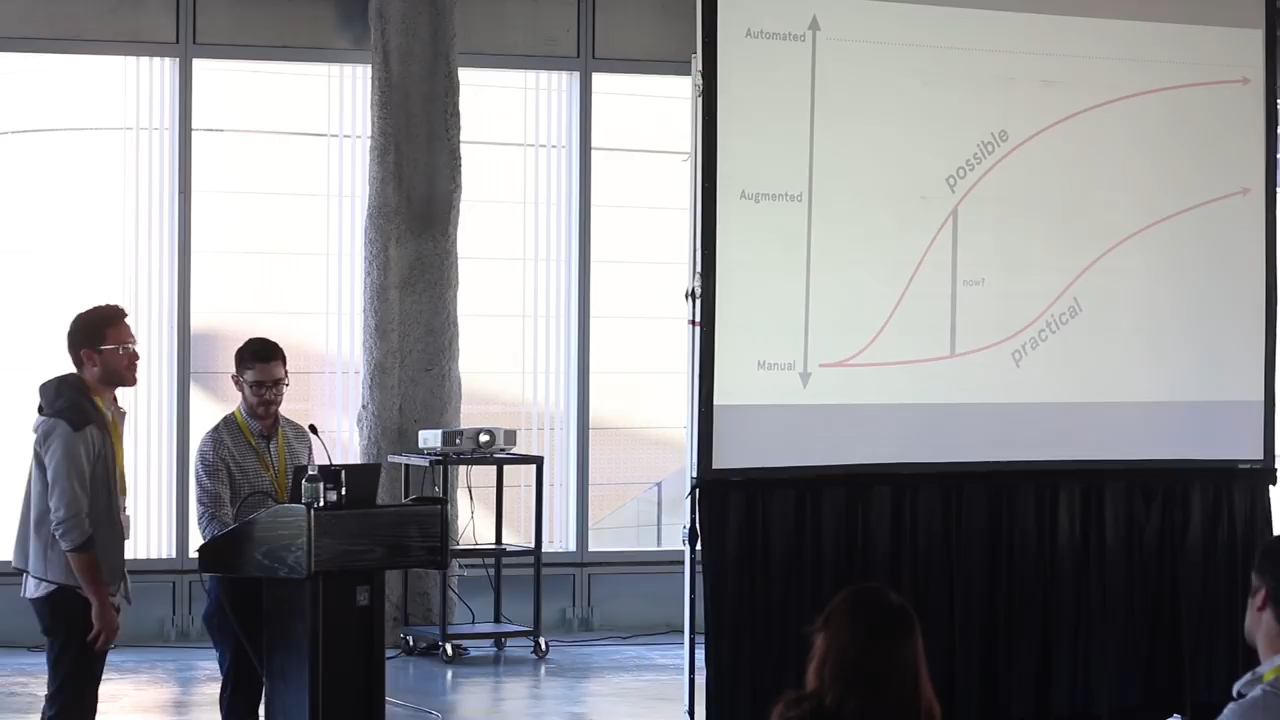 Automated
possible
Augmented
now?
practical
Manual